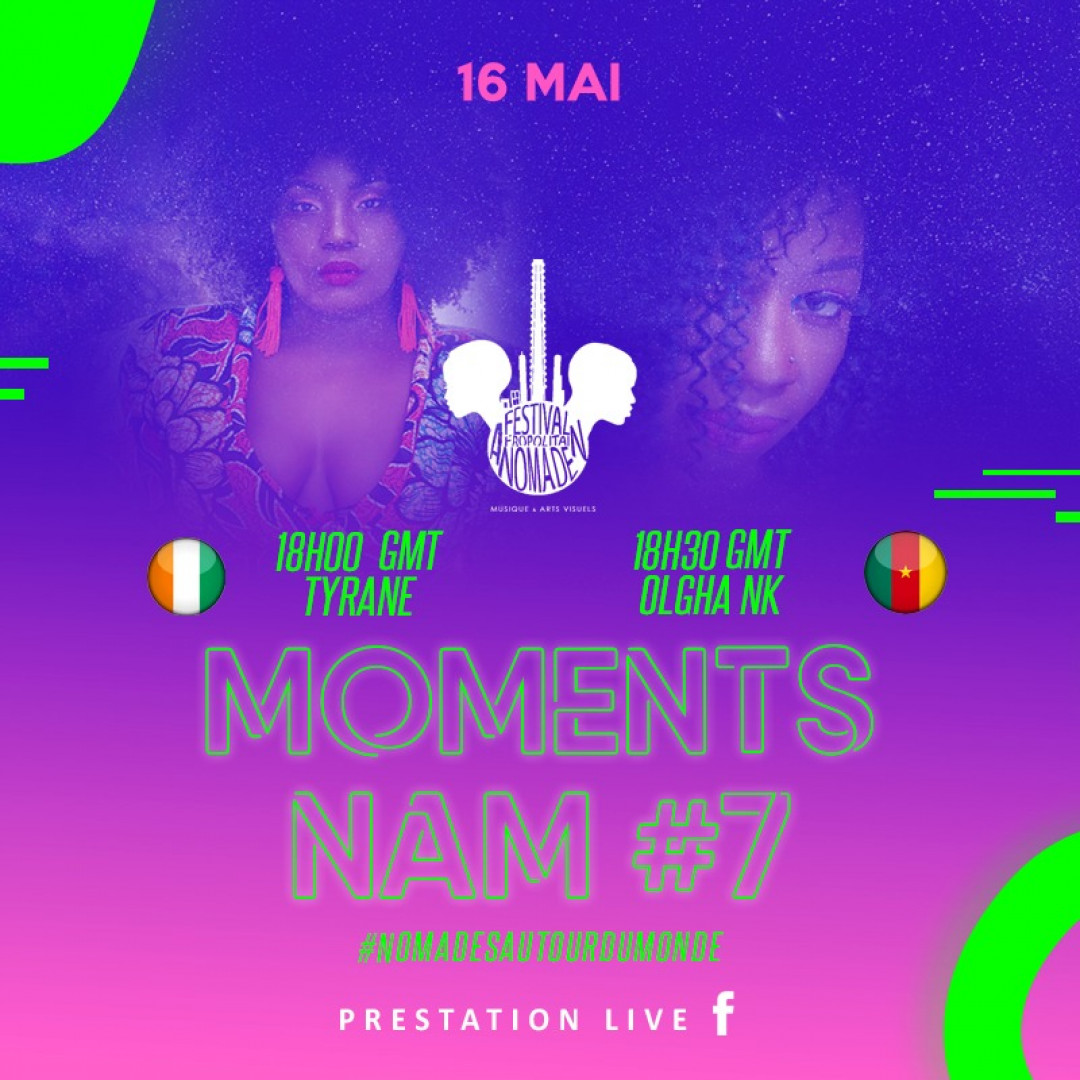 16 MAI
FESTIVAL
AFROPOLITAIN
NOMADE
MUSIQUE & ARTS VISUELS
18H00 GMT
TYRANE
18H30 GMT
OLGHA NK
MOMENTS
NAM #7
#NOMADESAUTOURDUMONDE
PRESTATION LIVE f